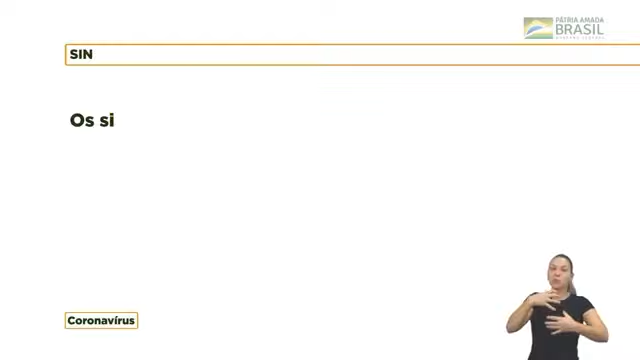 PÁTRIA AMADA
BRASIL
SIN
Os si
Coronavírus